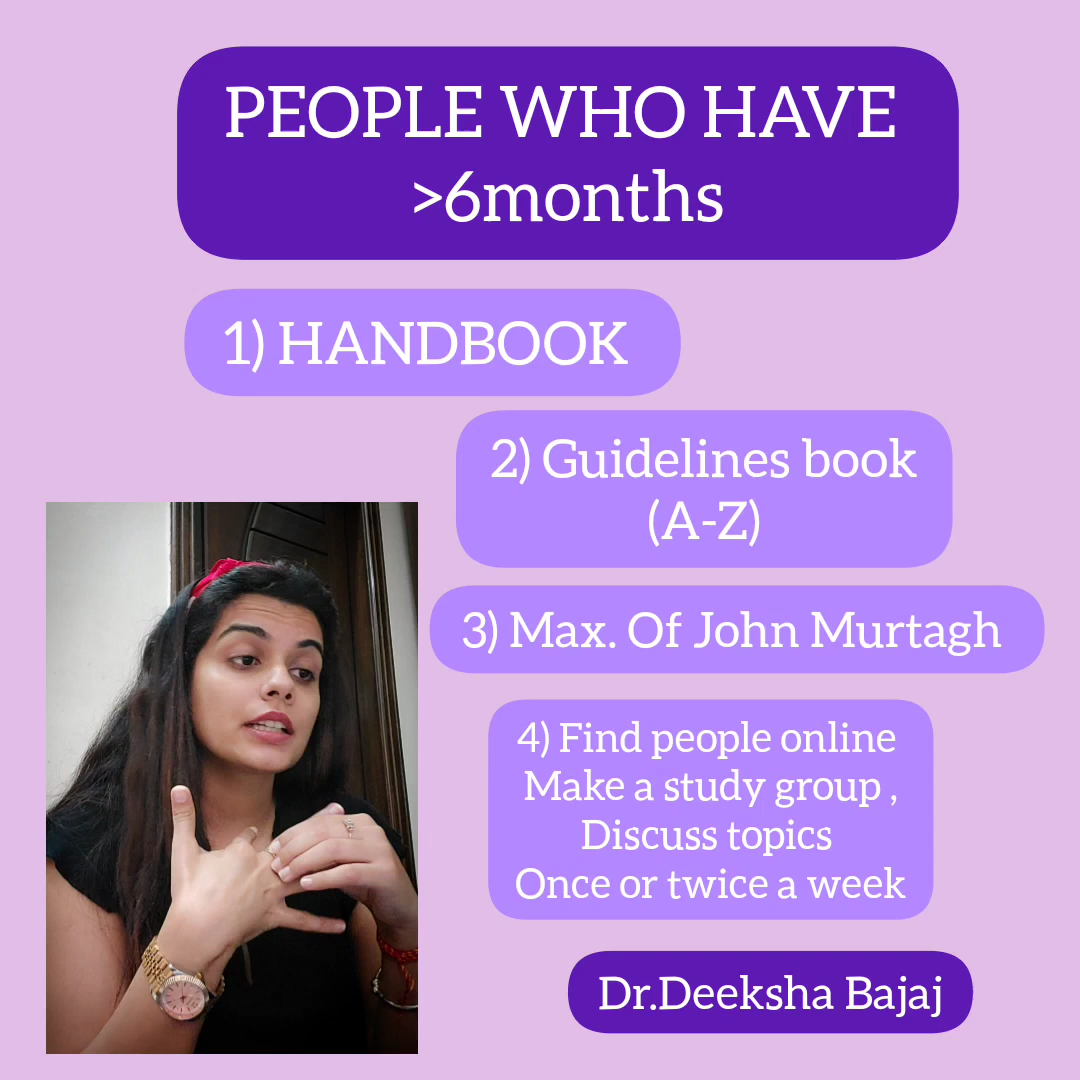 PEOPLE WHO HAVE
>6months
1) HANDBOOK
2) Guidelines book
(A-Z)
3) Max. Of John Murtagh
4) Find people online
Make a study group ,
Discuss topics
Once or twice a week
Dr.Deeksha Bajaj